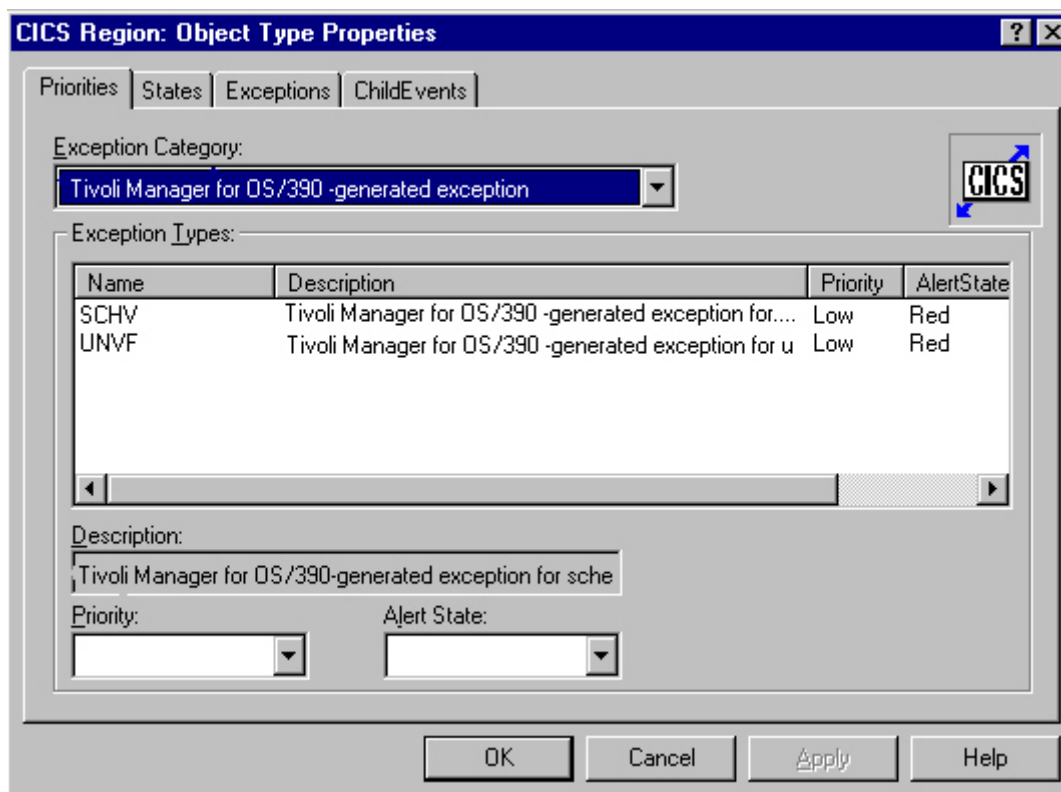 CICS Region: Object Type Properties
Priorities States Exceptions ChildEvents
Exception Category:
Tivoli Manager for OS/390 -generated exception
CICS
Exception Types:
Name Description Priority AlertState
SCHV Tivoli Manager for OS/390 -generated exception for.... Low Red
UNVF Tivoli Manager for OS/390 -generated exception for u Low Red
Description:
Tivoli Manager for OS/390-generated exception for sche
Priority: Alert State:
OK Cancel Apply Help